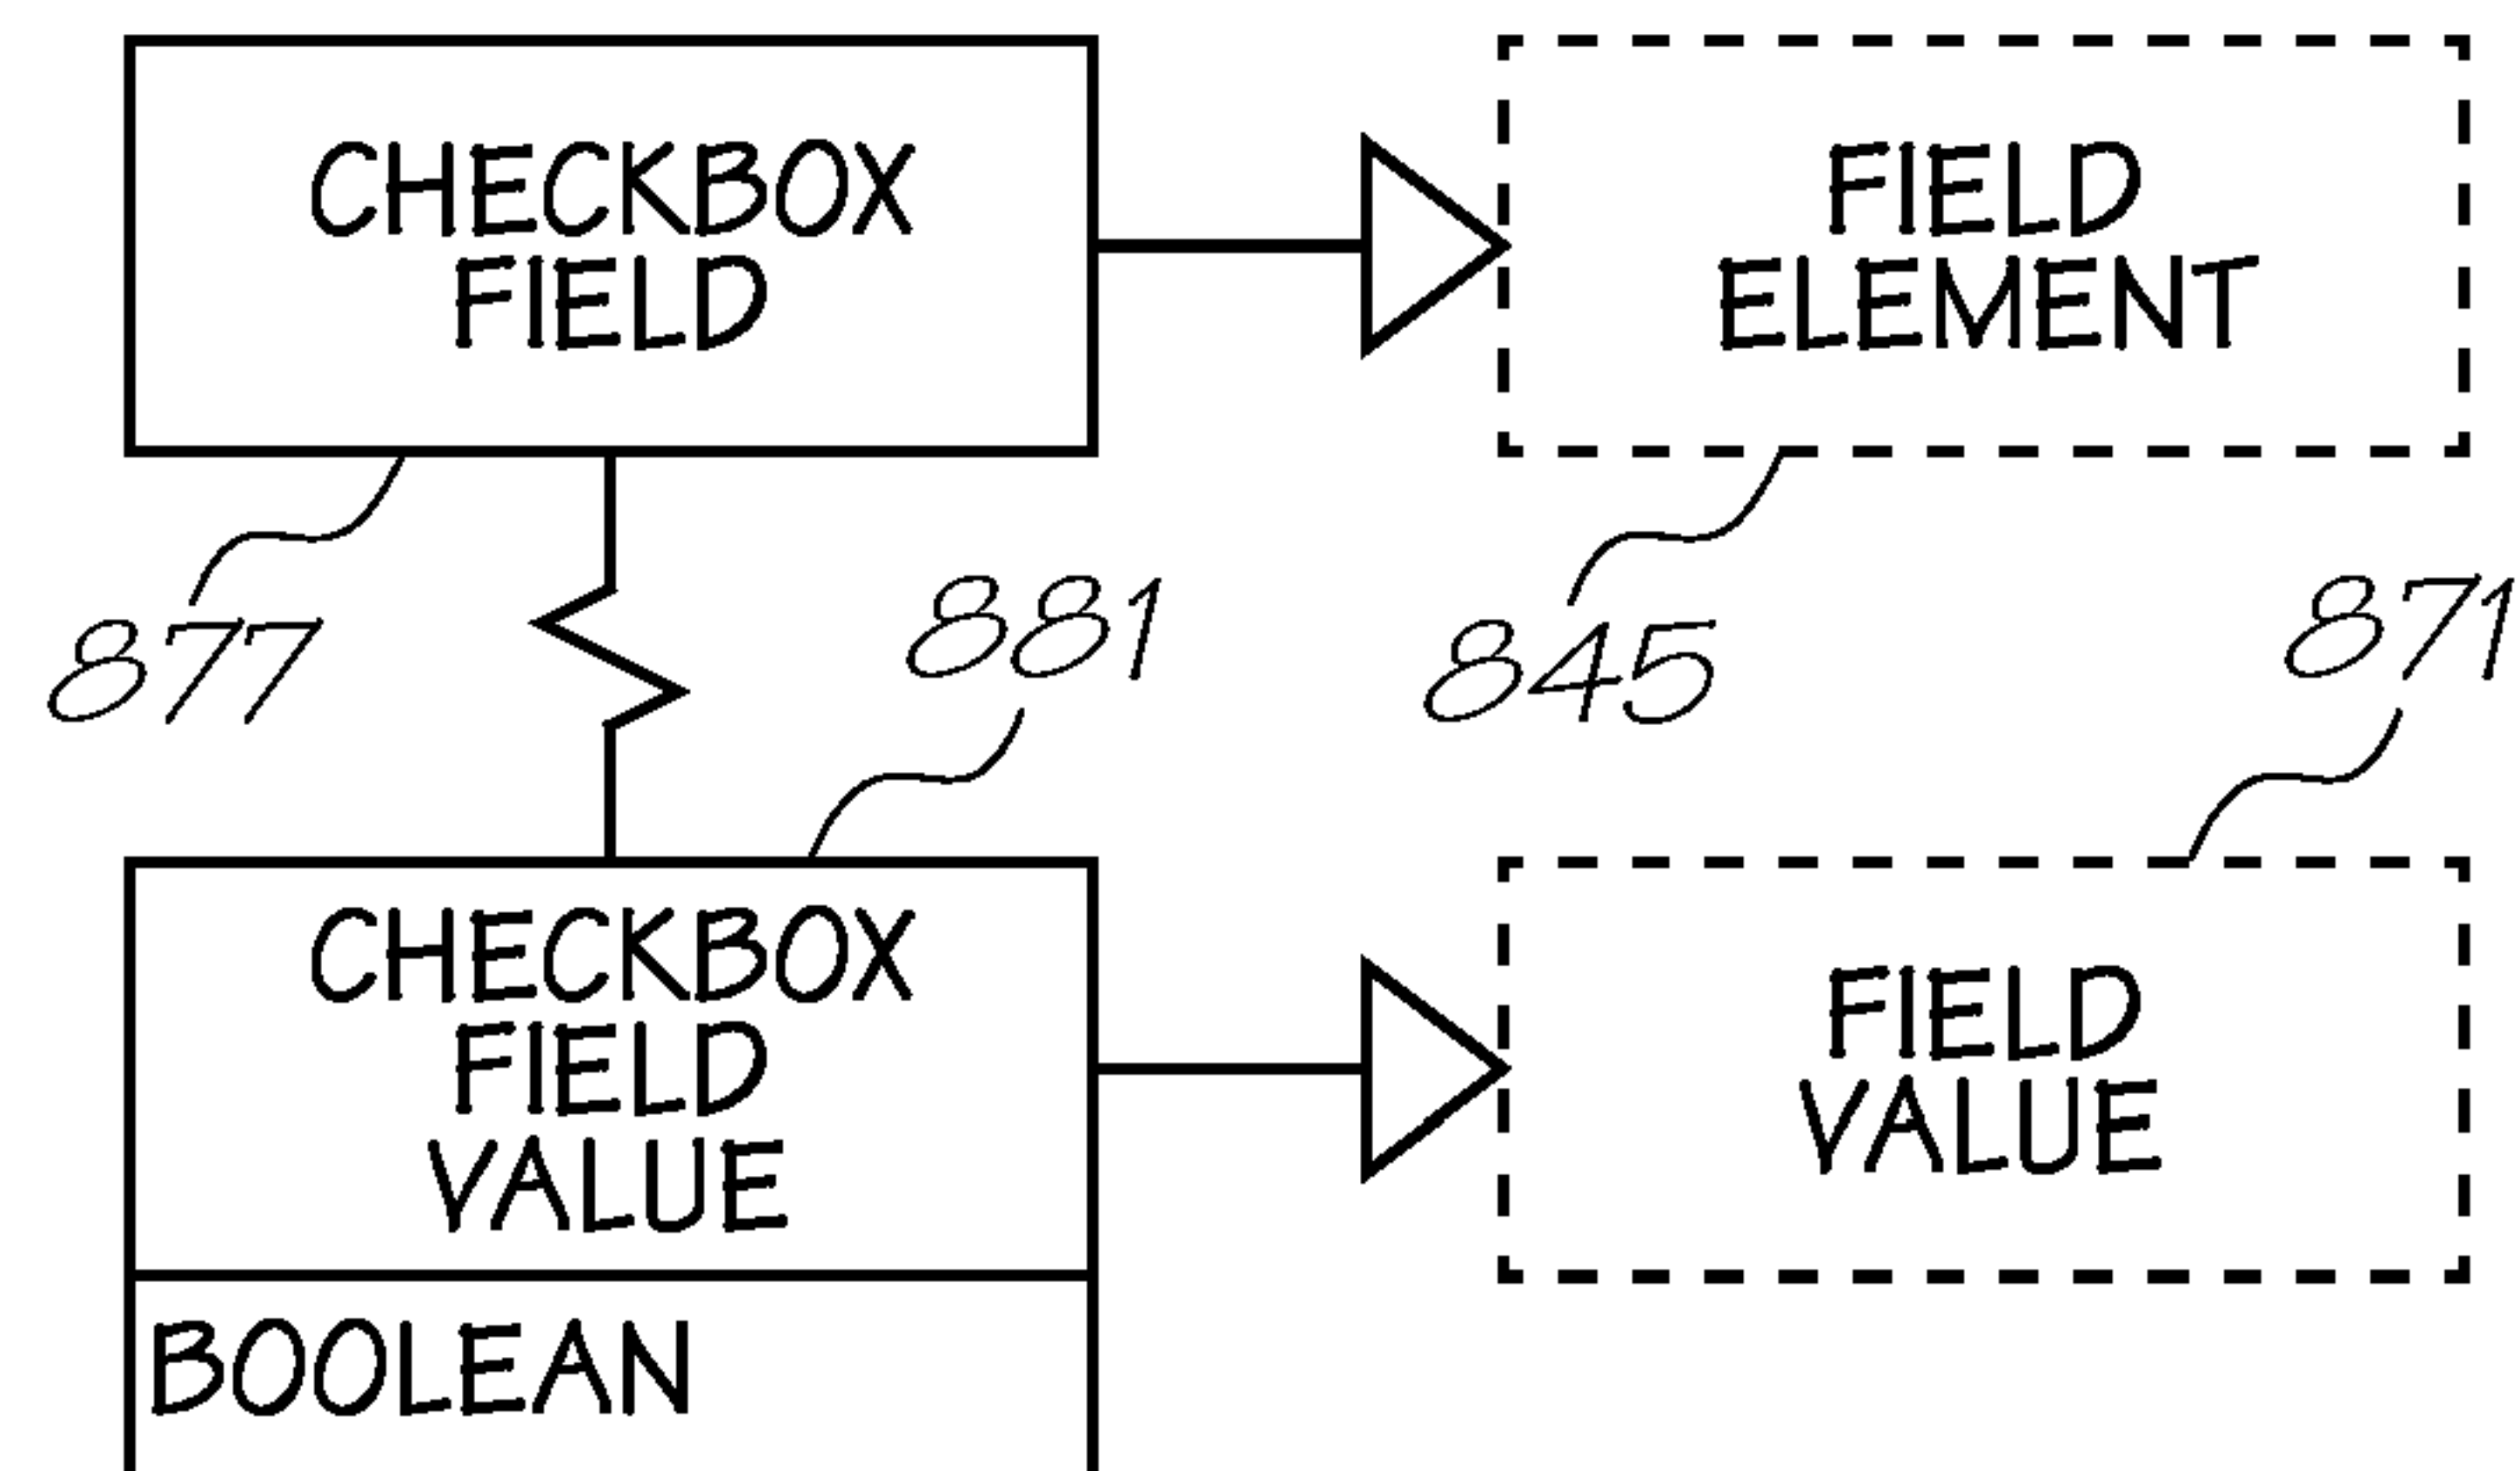 CHECKBOX
FIELD
FIELD
ELEMENT
877
881
845
871
CHECKBOX
FIELD
VALUE
FIELD
VALUE
BOOLEAN